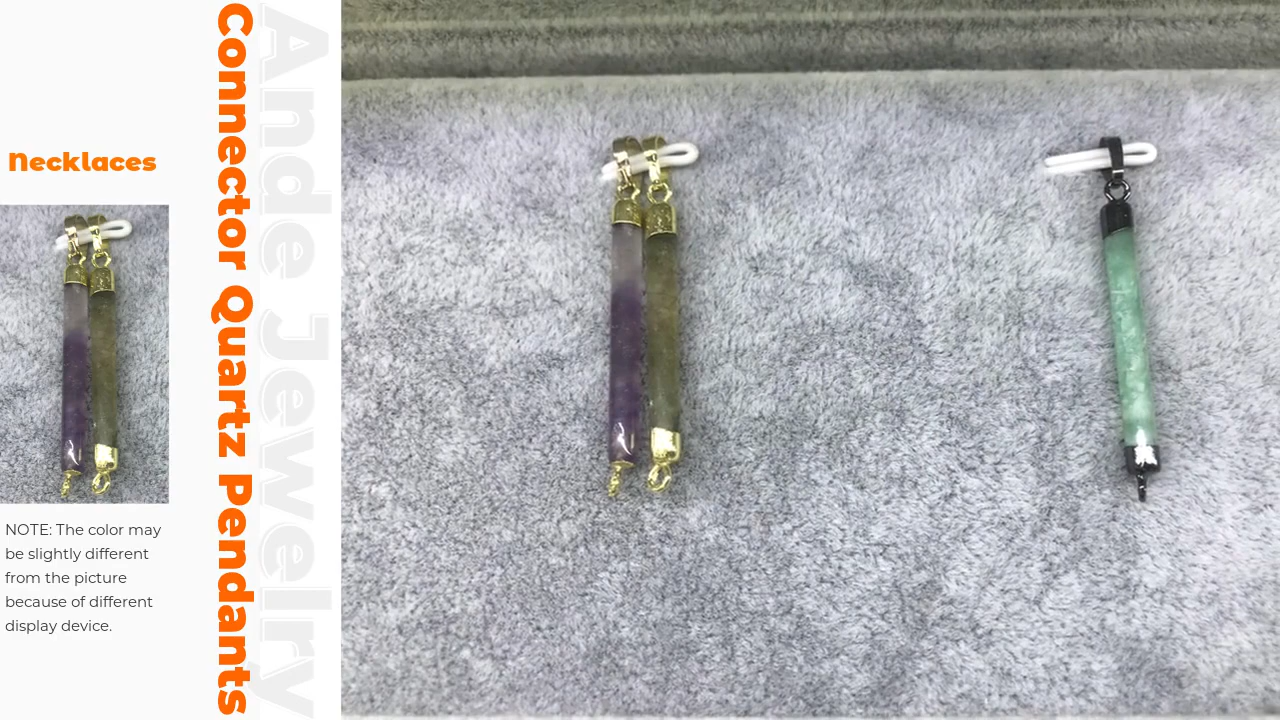 Necklaces
NOTE: The color may
be slightly different
from the picture
because of different
display device.
Connector Quartz Pendants
Ande Jewelry